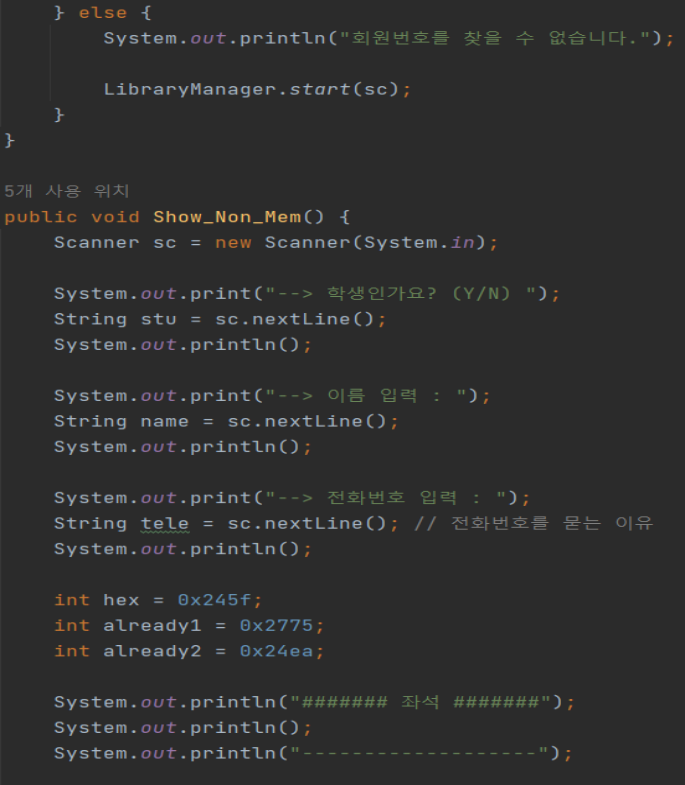 } else {
System.out.println("회원번호를 찾을 수 없습니다.");
LibraryManager.start(sc);
}
}
5개 사용 위치
public void Show_Non_Mem() {
Scanner sc = new Scanner(System.in);
System.out.print("--> 학생인가요? (Y/N) ");
String stu = sc.nextLine();
System.out.println();
System.out.print("--> 이름 입력 : ");
String name = sc.nextLine();
System.out.println();
System.out.print("--> 전화번호 입력 : ");
String tele = sc.nextLine(); // 전화번호를 묻는 이유
System.out.println();
int hex = 0x245f;
int already1 = 0x2775;
int already2 = 0x24ea;
System.out.println("####### 좌석 #######");
System.out.println();
System.out.println("-------------------");